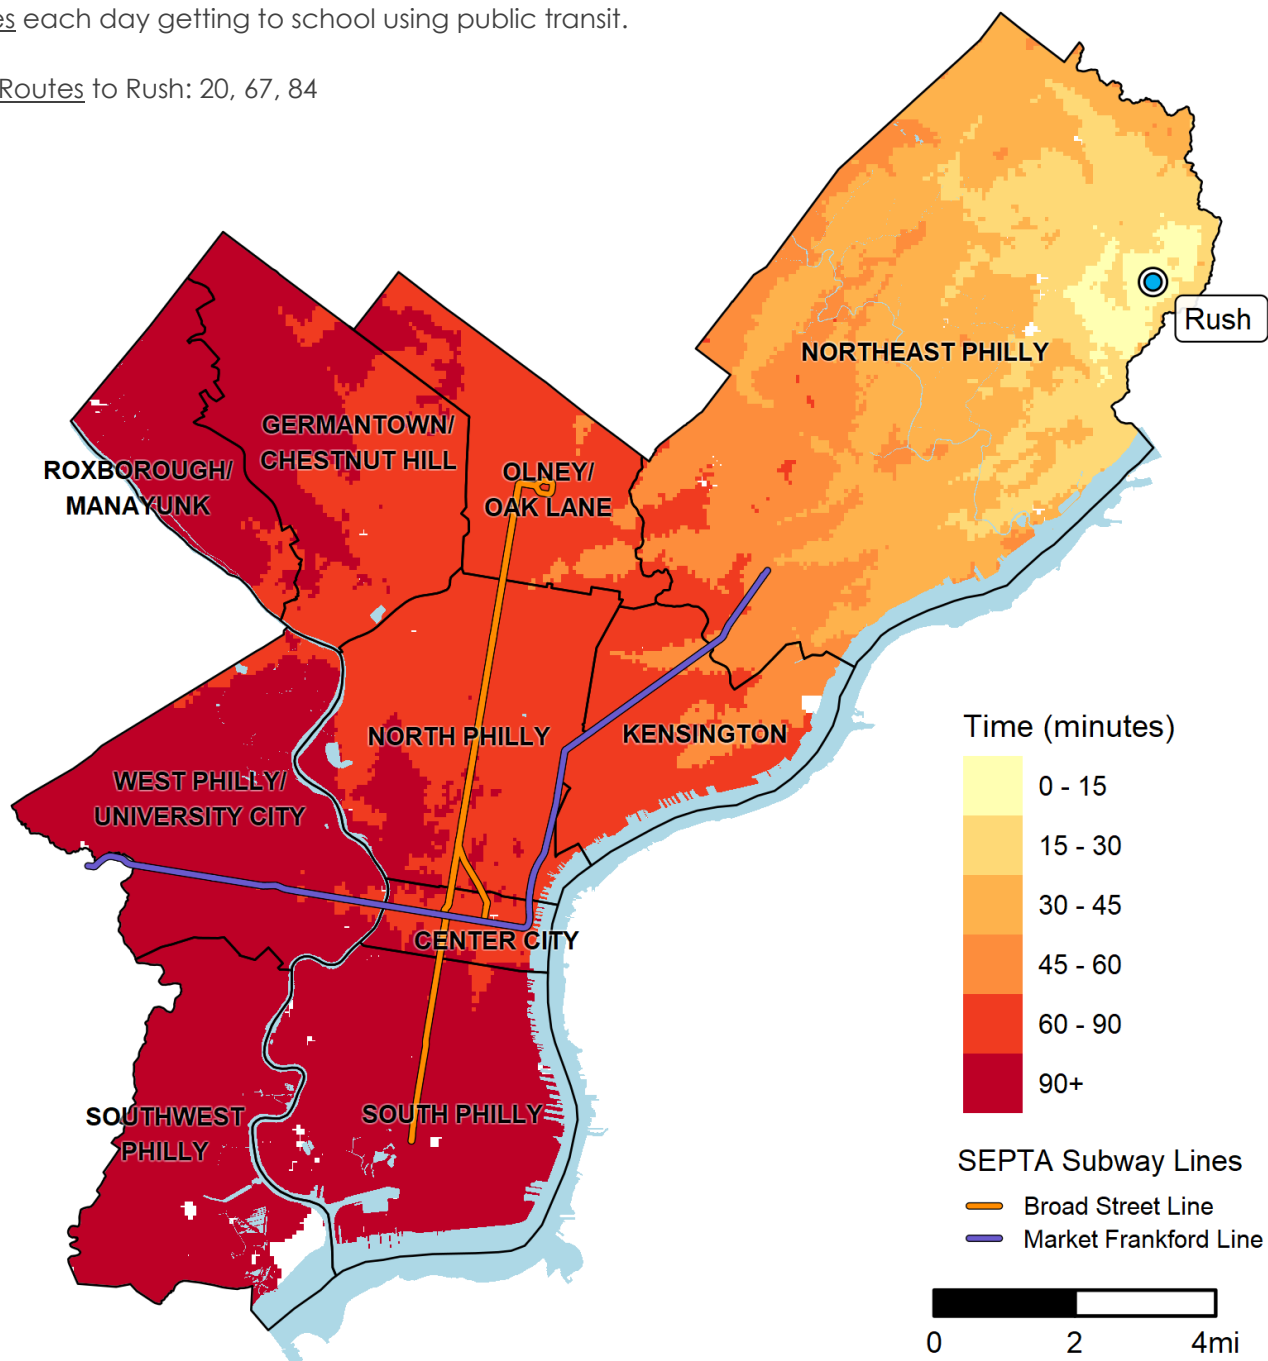 each day getting to school using public transit.
Routes to Rush: 20, 67, 84
Rush
NORTHEAST PHILLY
GERMANTOWN/
CHESTNUT HILL
ROXBOROUGH/
MANAYUNK
OLNEY/
OAK LANE
NORTH PHILLY
KENSINGTON
WEST PHILLY/
UNIVERSITY CITY
CENTER CITY
SOUTHWEST
PHILLY
SOUTH PHILLY
Time (minutes)
0 - 15
15 - 30
30 - 45
45 - 60
60 - 90
90+
SEPTA Subway Lines
Broad Street Line
Market Frankford Line
0 2 4mi